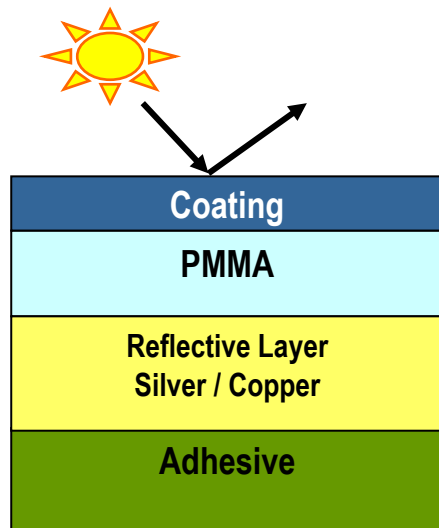 Coating
PMMA
Reflective Layer
Silver / Copper
Adhesive